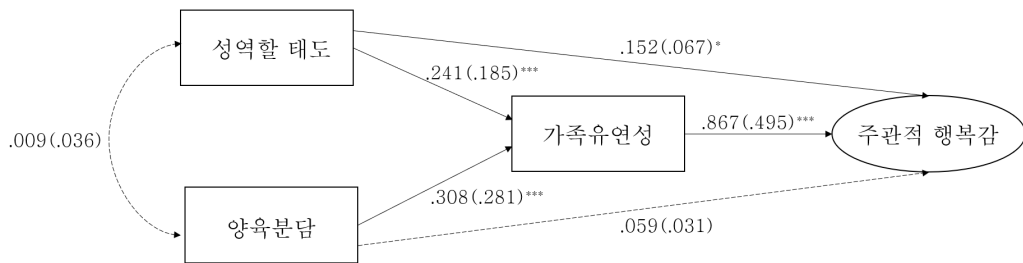 성역할 태도
.152(.067)*
.241(.185)***
가족유연성
.867(.495)***
주관적 행복감
.009(.036)
.308(.281)***
양육분담
.059(.031)